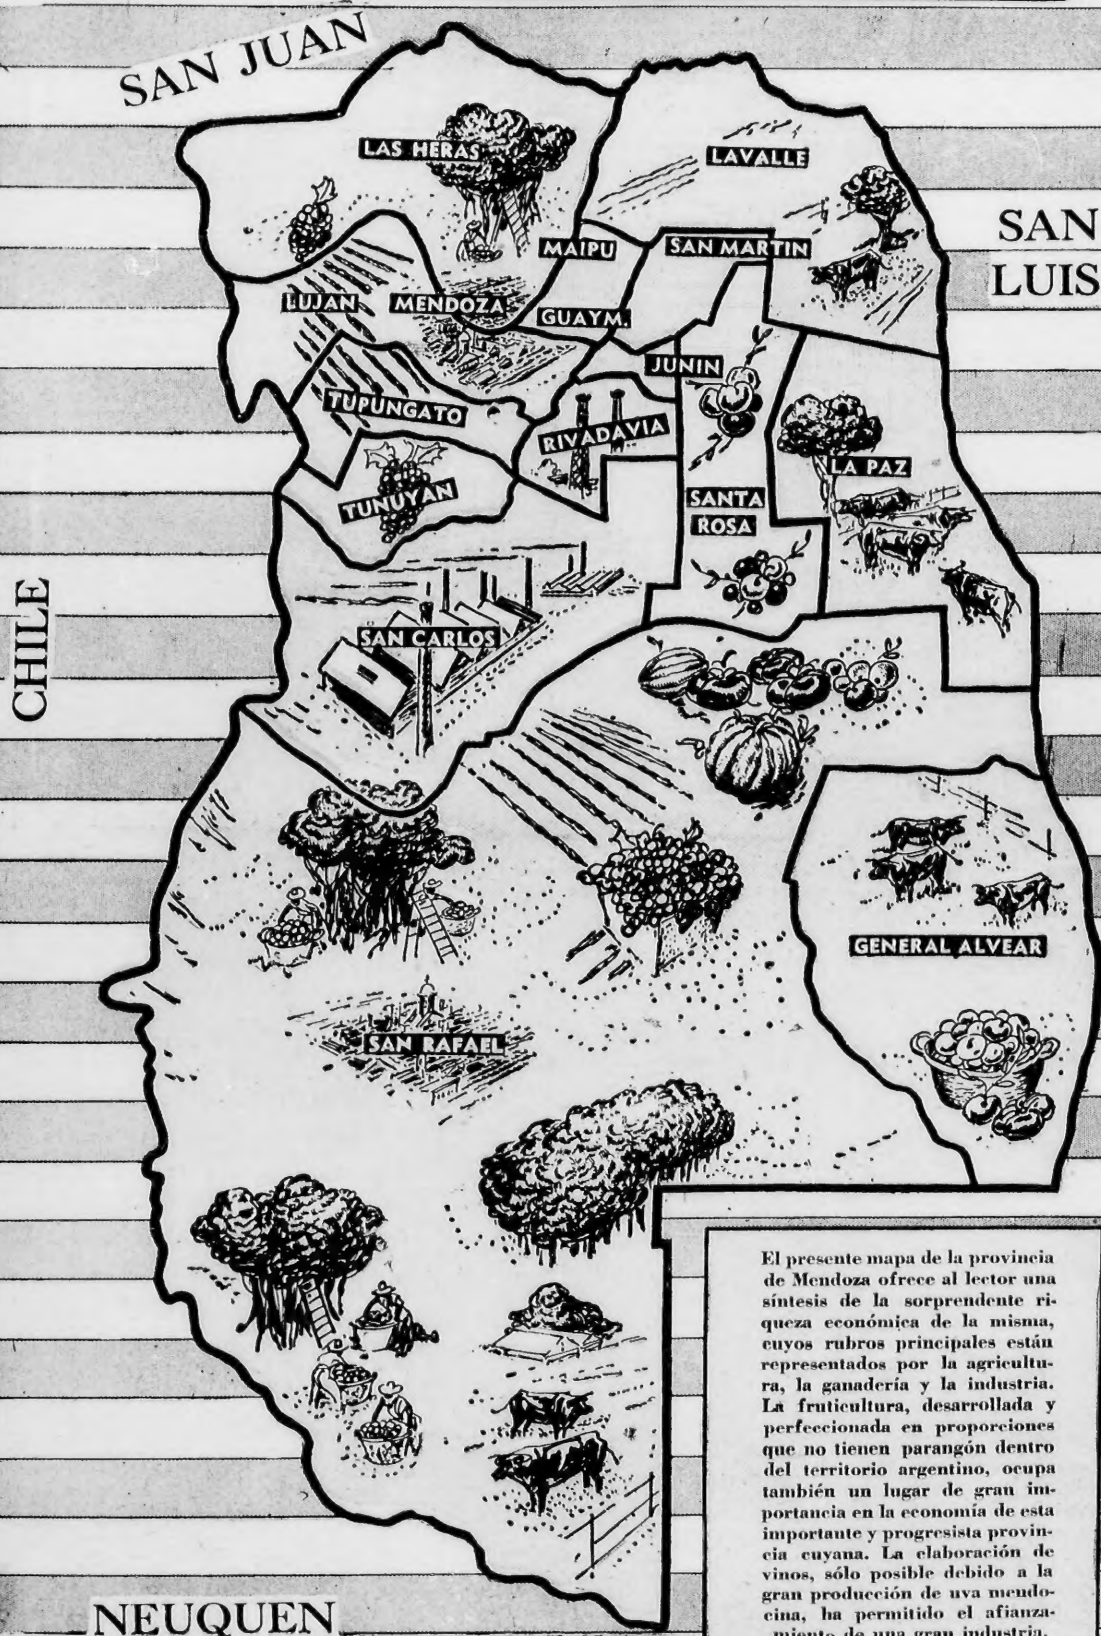 SAN JUAN
LAS HERAS
LAVALLE
SAN
LUIS
MAIPU
SAN MARTIN
LUJAN
MENDOZA
GUAYM.
JUNIN
TUPUNGATO
RIVADAVIA
LA PAZ
TUNUYAN
SANTA
ROSA
CHILE
SAN CARLOS
GENERAL ALVEAR
SAN RAFAEL
El presente mapa de la provincia
de Mendoza ofrece al lector una
síntesis de la sorprendente ri-
queza económica de la misma,
cuyos rubros principales están
representados por la agricultu-
ra, la ganadería y la industria.
La fruticultura, desarrollada y
perfeccionada en proporciones
que no tienen parangón dentro
del territorio argentino, ocupa
también un lugar de gran im-
portancia en la economía de esta
importante y progresista provin-
cia cuyana. La elaboración de
vinos, sólo posible debido a la
gran producción de uva mendo-
cina, ha permitido el afianza-
miento de una gran industria.
NEUQUEN